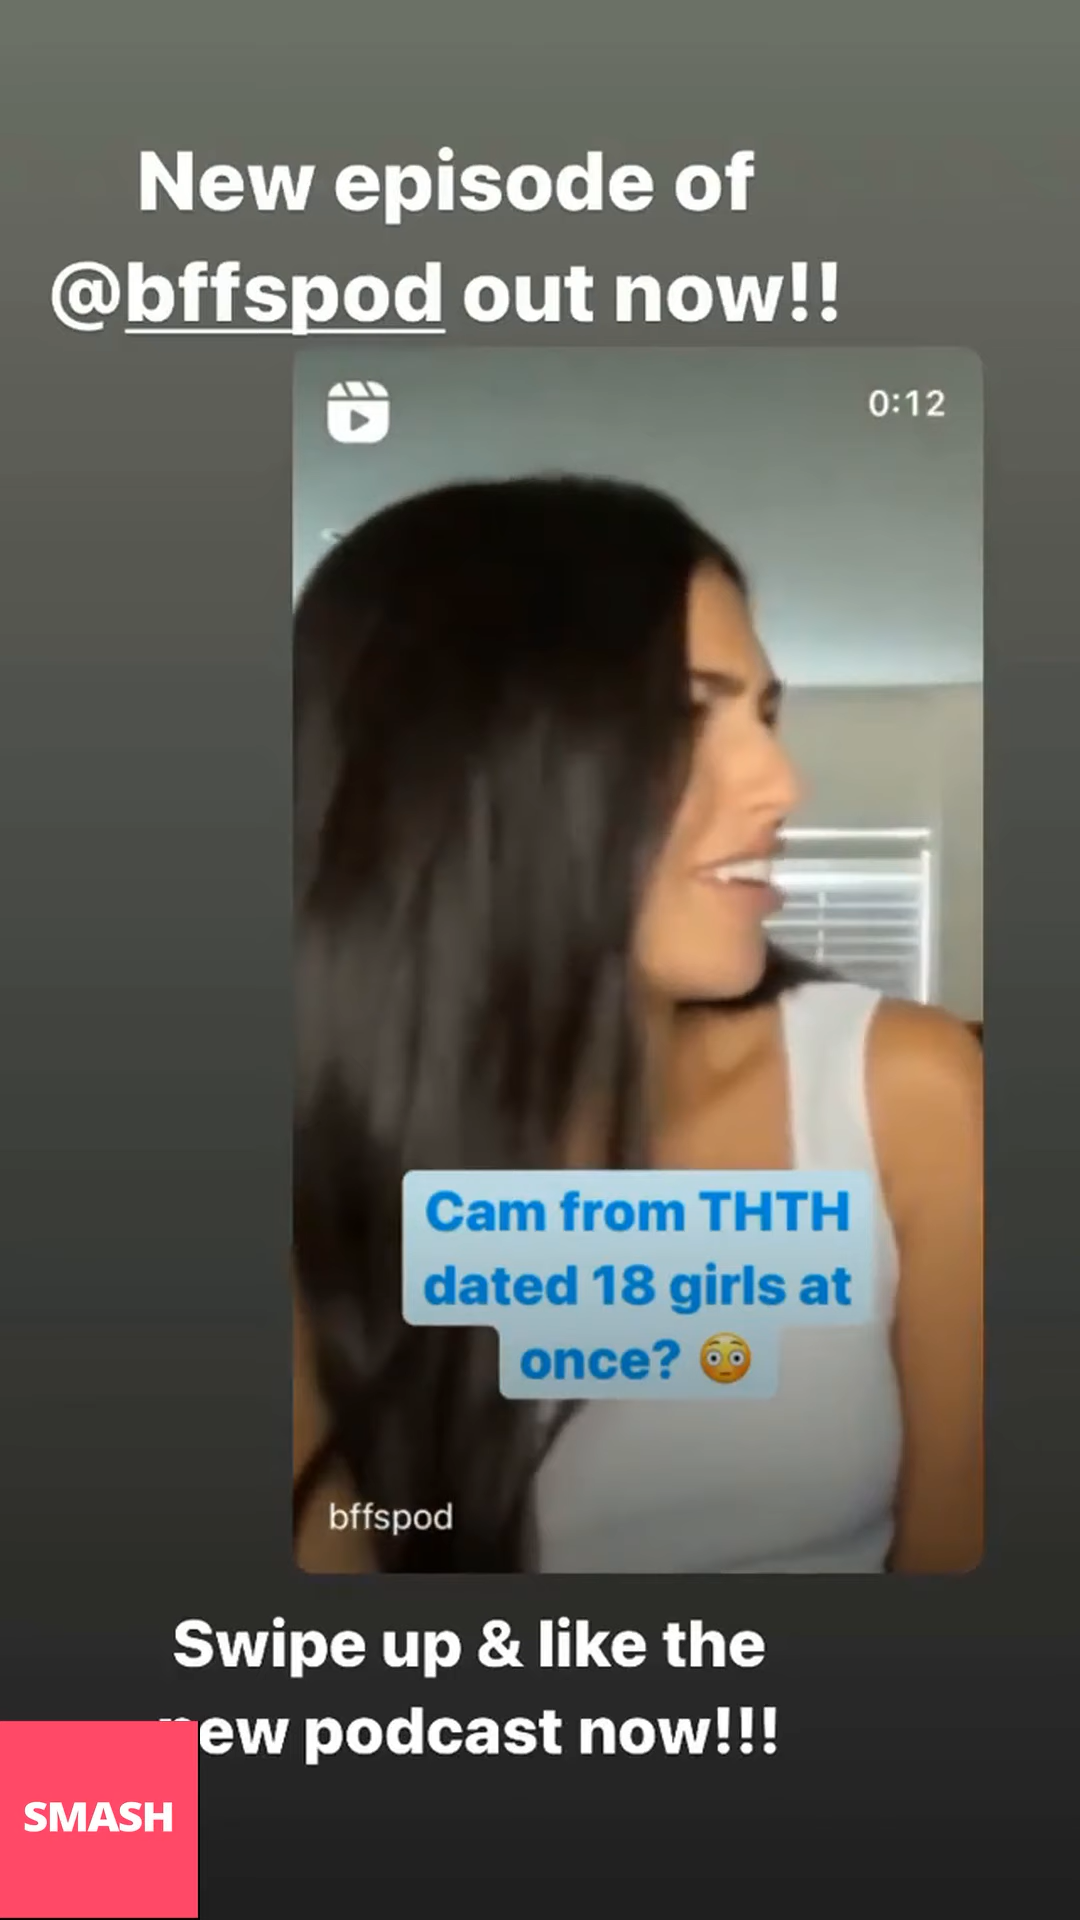 New episode of
@bffspod out now!!
0:12
Cam from THTH
dated 18 girls at
once? 😳
bffspod
Swipe up & like the
new podcast now!!!
SMASH